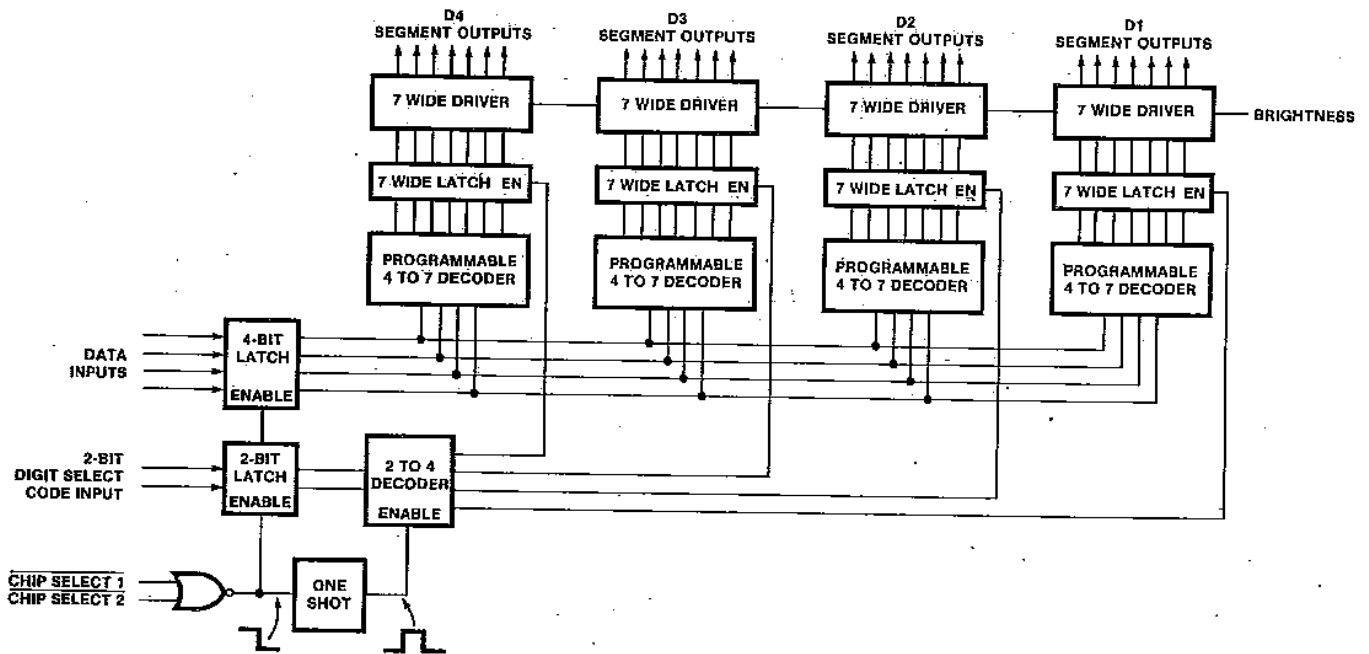 D4
SEGMENT OUTPUTS
D3
SEGMENT OUTPUTS
D2
SEGMENT OUTPUTS
D1
SEGMENT OUTPUTS
7 WIDE DRIVER
7 WIDE DRIVER
7 WIDE DRIVER
7 WIDE DRIVER
BRIGHTNESS
7 WIDE LATCH EN
7 WIDE LATCH EN
7 WIDE LATCH EN
7 WIDE LATCH EN
PROGRAMMABLE
4 TO 7 DECODER
PROGRAMMABLE
4 TO 7 DECODER
PROGRAMMABLE
4 TO 7 DECODER
PROGRAMMABLE
4 TO 7 DECODER
DATA
INPUTS
4-BIT
LATCH
ENABLE
2-BIT
DIGIT SELECT
CODE INPUT
2-BIT
LATCH
ENABLE
2 TO 4
DECODER
ENABLE
CHIP SELECT 1
CHIP SELECT 2
ONE
SHOT